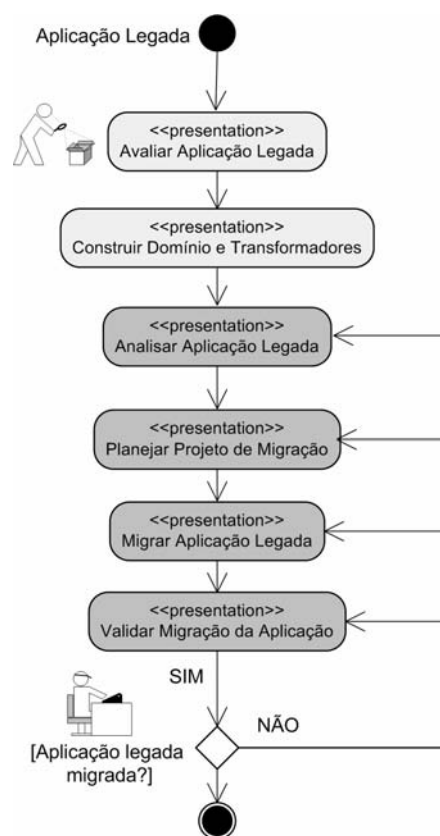 Aplicação Legada
<<presentation>>
Avaliar Aplicação Legada
<<presentation>>
Construir Domínio e Transformadores
<<presentation>>
Analisar Aplicação Legada
<<presentation>>
Planejar Projeto de Migração
<<presentation>>
Migrar Aplicação Legada
<<presentation>>
Validar Migração da Aplicação
SIM
NÃO
[Aplicação legada
migrada?]